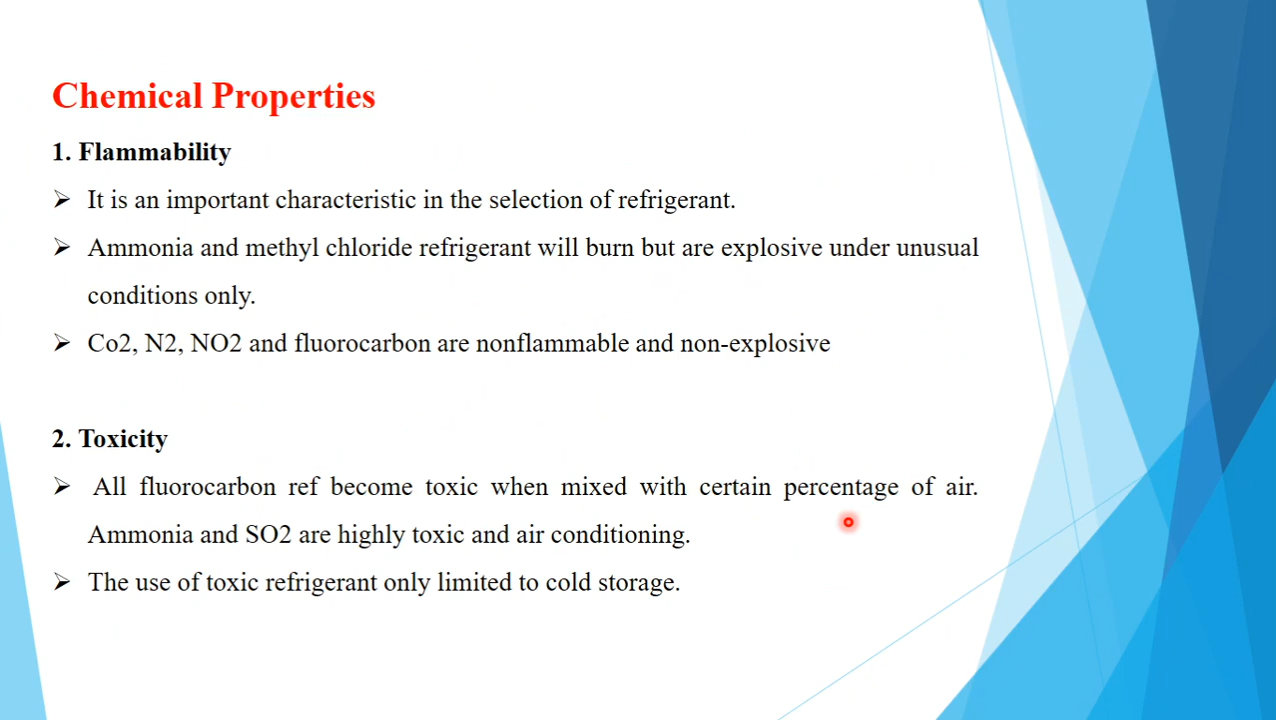 Chemical Properties
1. Flammability
➢ It is an important characteristic in the selection of refrigerant.
➢ Ammonia and methyl chloride refrigerant will burn but are explosive under unusual
conditions only.
➢ Co2, N2, NO2 and fluorocarbon are nonflammable and non-explosive
2. Toxicity
➢ All fluorocarbon ref become toxic when mixed with certain percentage of air.
Ammonia and SO2 are highly toxic and air conditioning.
➢ The use of toxic refrigerant only limited to cold storage.